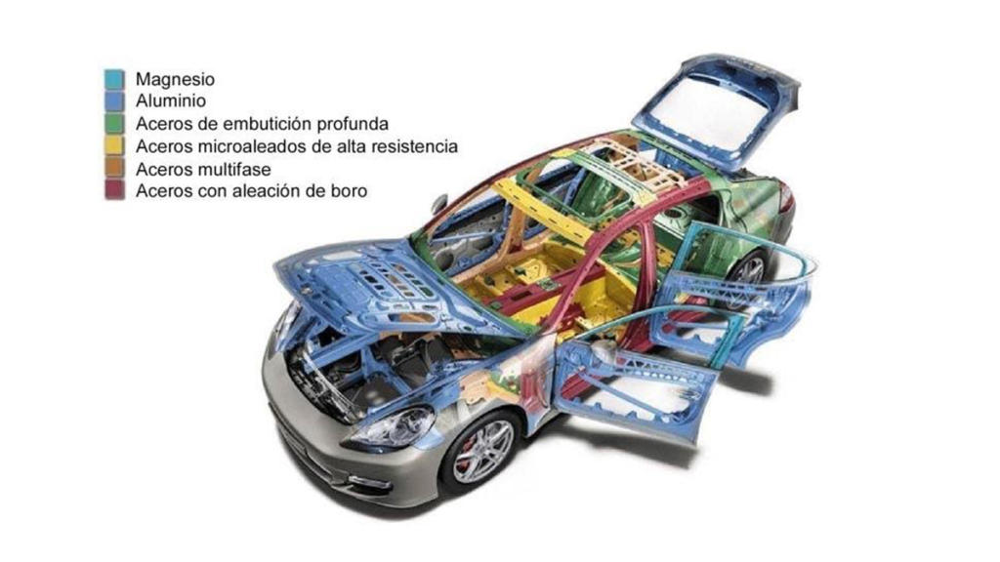 Magnesio
Aluminio
Aceros de embutición profunda
Aceros microaleados de alta resistencia
Aceros multifase
Aceros con aleación de boro